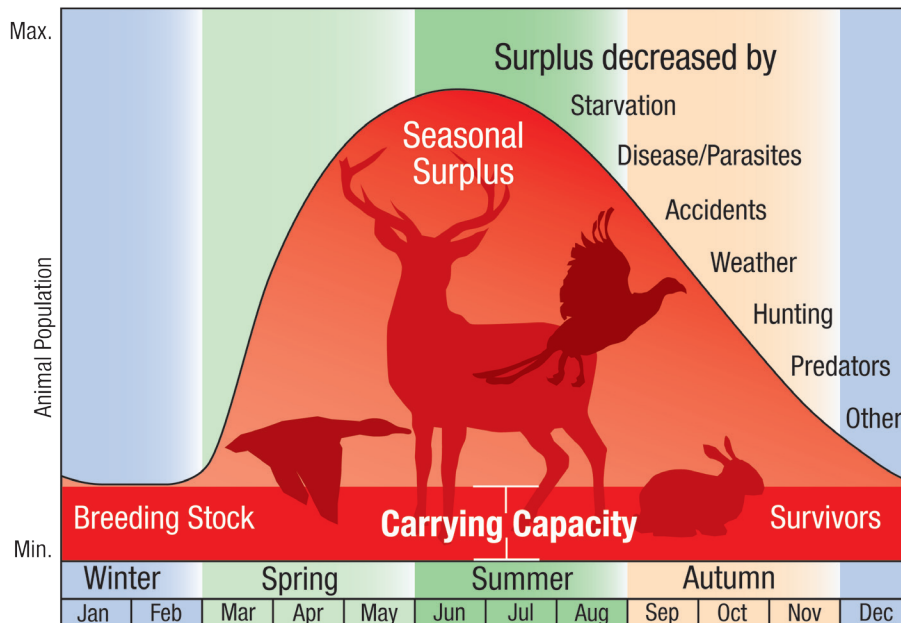 Max.
Surplus decreased by
Starvation
Seasonal
Surplus
Disease/Parasites
Accidents
Weather
Hunting
Predators
Other
Animal Population
Breeding Stock
Carrying Capacity
Survivors
Min.
Winter Spring Summer Autumn
Jan Feb Mar Apr May Jun Jul Aug Sep Oct Nov Dec